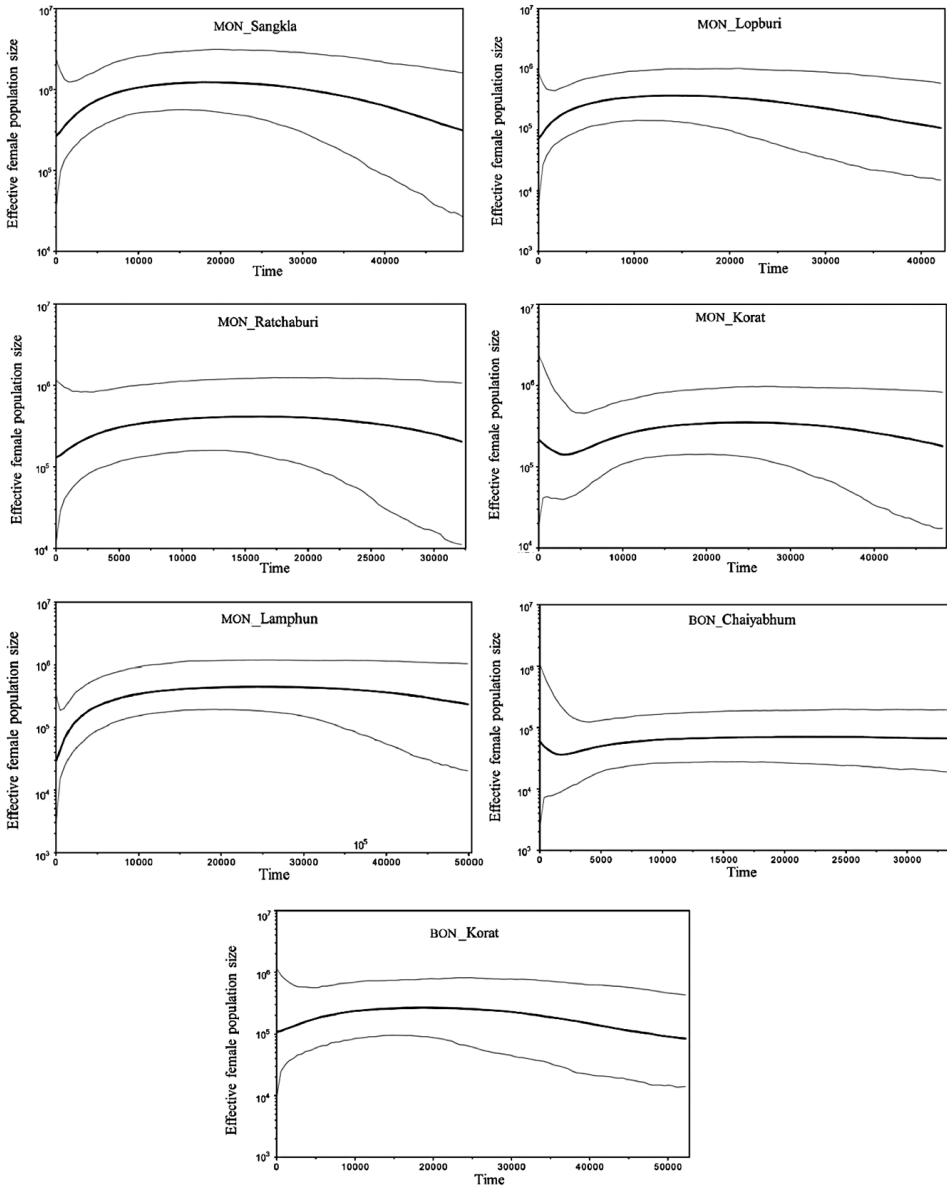 MON_Sangkla
Effective female population size
10⁷
10⁶
10⁵
10⁴
0 10000 20000 30000 40000
Time
MON_Lopburi
Effective female population size
10⁷
10⁶
10⁵
10⁴
10³
0 10000 20000 30000 40000
Time
MON_Ratchaburi
Effective female population size
10⁷
10⁶
10⁵
10⁴
0 5000 10000 15000 20000 25000 30000
Time
MON_Korat
Effective female population size
10⁷
10⁶
10⁵
10⁴
0 10000 20000 30000 40000
Time
MON_Lamphun
Effective female population size
10⁷
10⁶
10⁵
10⁴
10³
10⁵
0 10000 20000 30000 40000 50000
Time
BON_Chaiyabhum
Effective female population size
10⁷
10⁶
10⁵
10⁴
10³
0 5000 10000 15000 20000 25000 30000
Time
BON_Korat
Effective female population size
10⁷
10⁶
10⁵
10⁴
10³
0 10000 20000 30000 40000 50000
Time